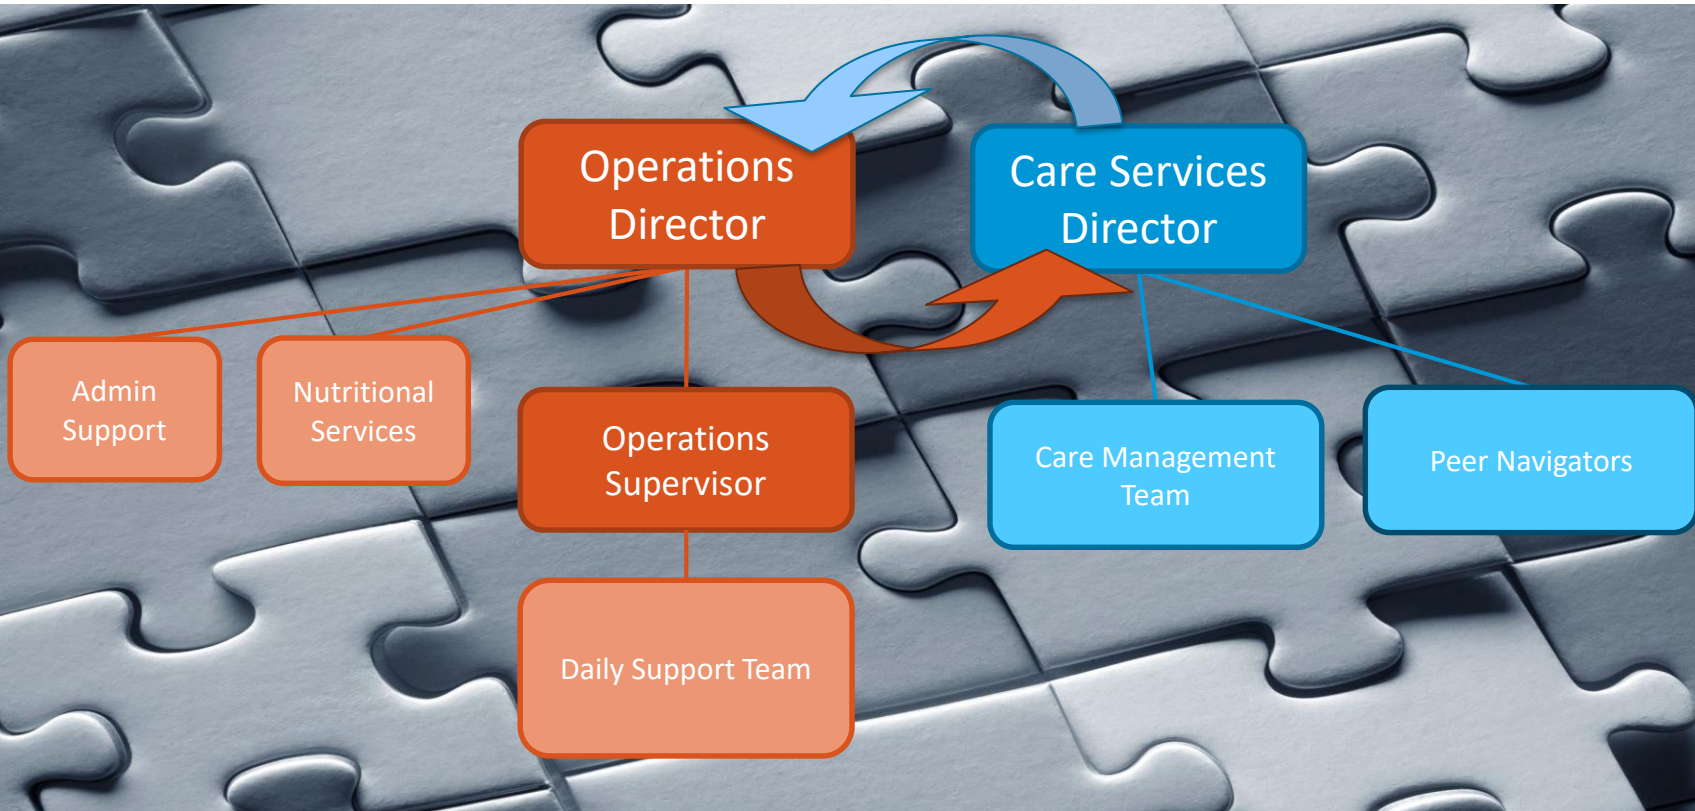 Operations
Director
Care Services
Director
Admin
Support
Nutritional
Services
Operations
Supervisor
Care Management
Team
Peer Navigators
Daily Support Team